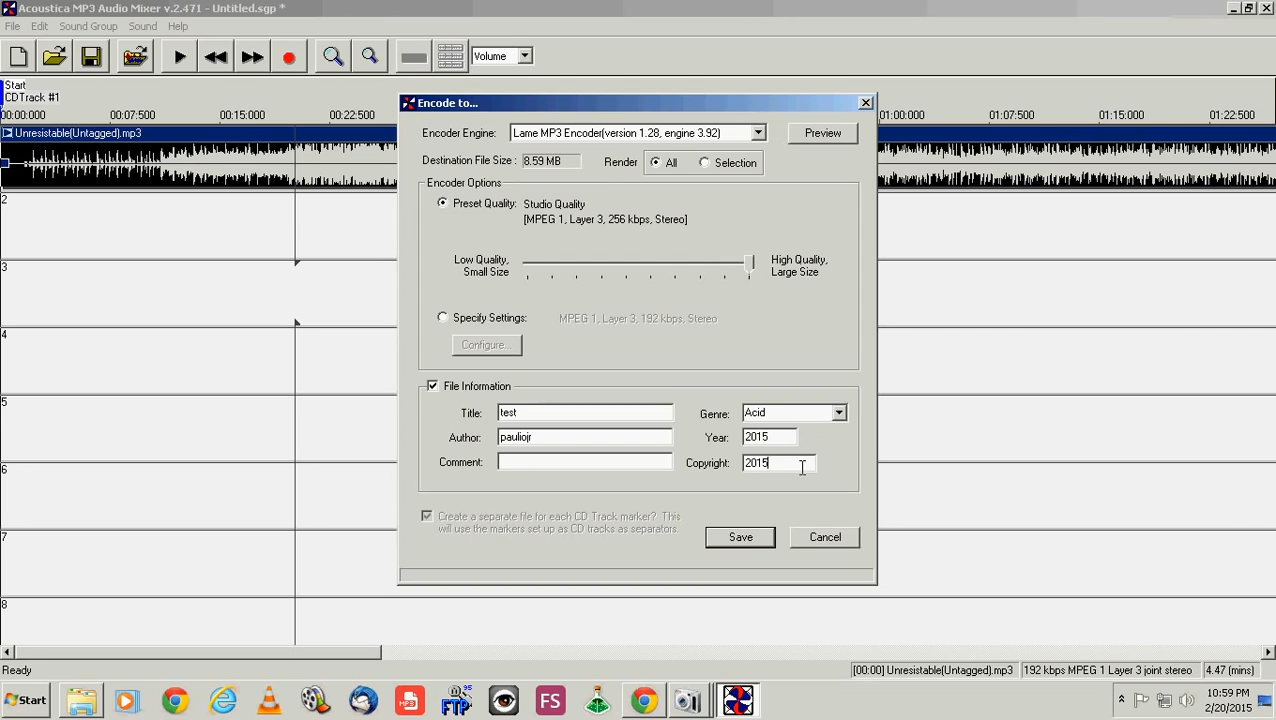 Acoustica MP3 Audio Mixer v.2.471 - Untitled.sgp *
File Edit Sound Group Sound Help
Volume
Start
CDTrack #1
00:00:000 00:07:500 00:15:000 00:22:500 01:00:000 01:07:500 01:15:000 01:22:500
Unresistable(Untagged).mp3
2
3
4
5
6
7
8
Encode to...
Encoder Engine: Lame MP3 Encoder(version 1.28, engine 3.92) Preview
Destination File Size : 8.59 MB Render All Selection
Encoder Options
Preset Quality: Studio Quality
[MPEG 1, Layer 3, 256 kbps, Stereo]
Low Quality, High Quality,
Small Size Large Size
Specify Settings: MPEG 1, Layer 3, 192 kbps, Stereo
Configure...
File Information
Title: test Genre: Acid
Author: pauliojr Year: 2015
Comment: Copyright: 2015
Create a separate file for each CD Track marker? This
will use the markers set up as CD tracks as separators.
Save Cancel
Ready [00:00] Unresistable(Untagged).mp3 192 kbps MPEG 1 Layer 3 joint stereo 4.47 (mins)
Start MP3 FTP FS 10:59 PM
2/20/2015